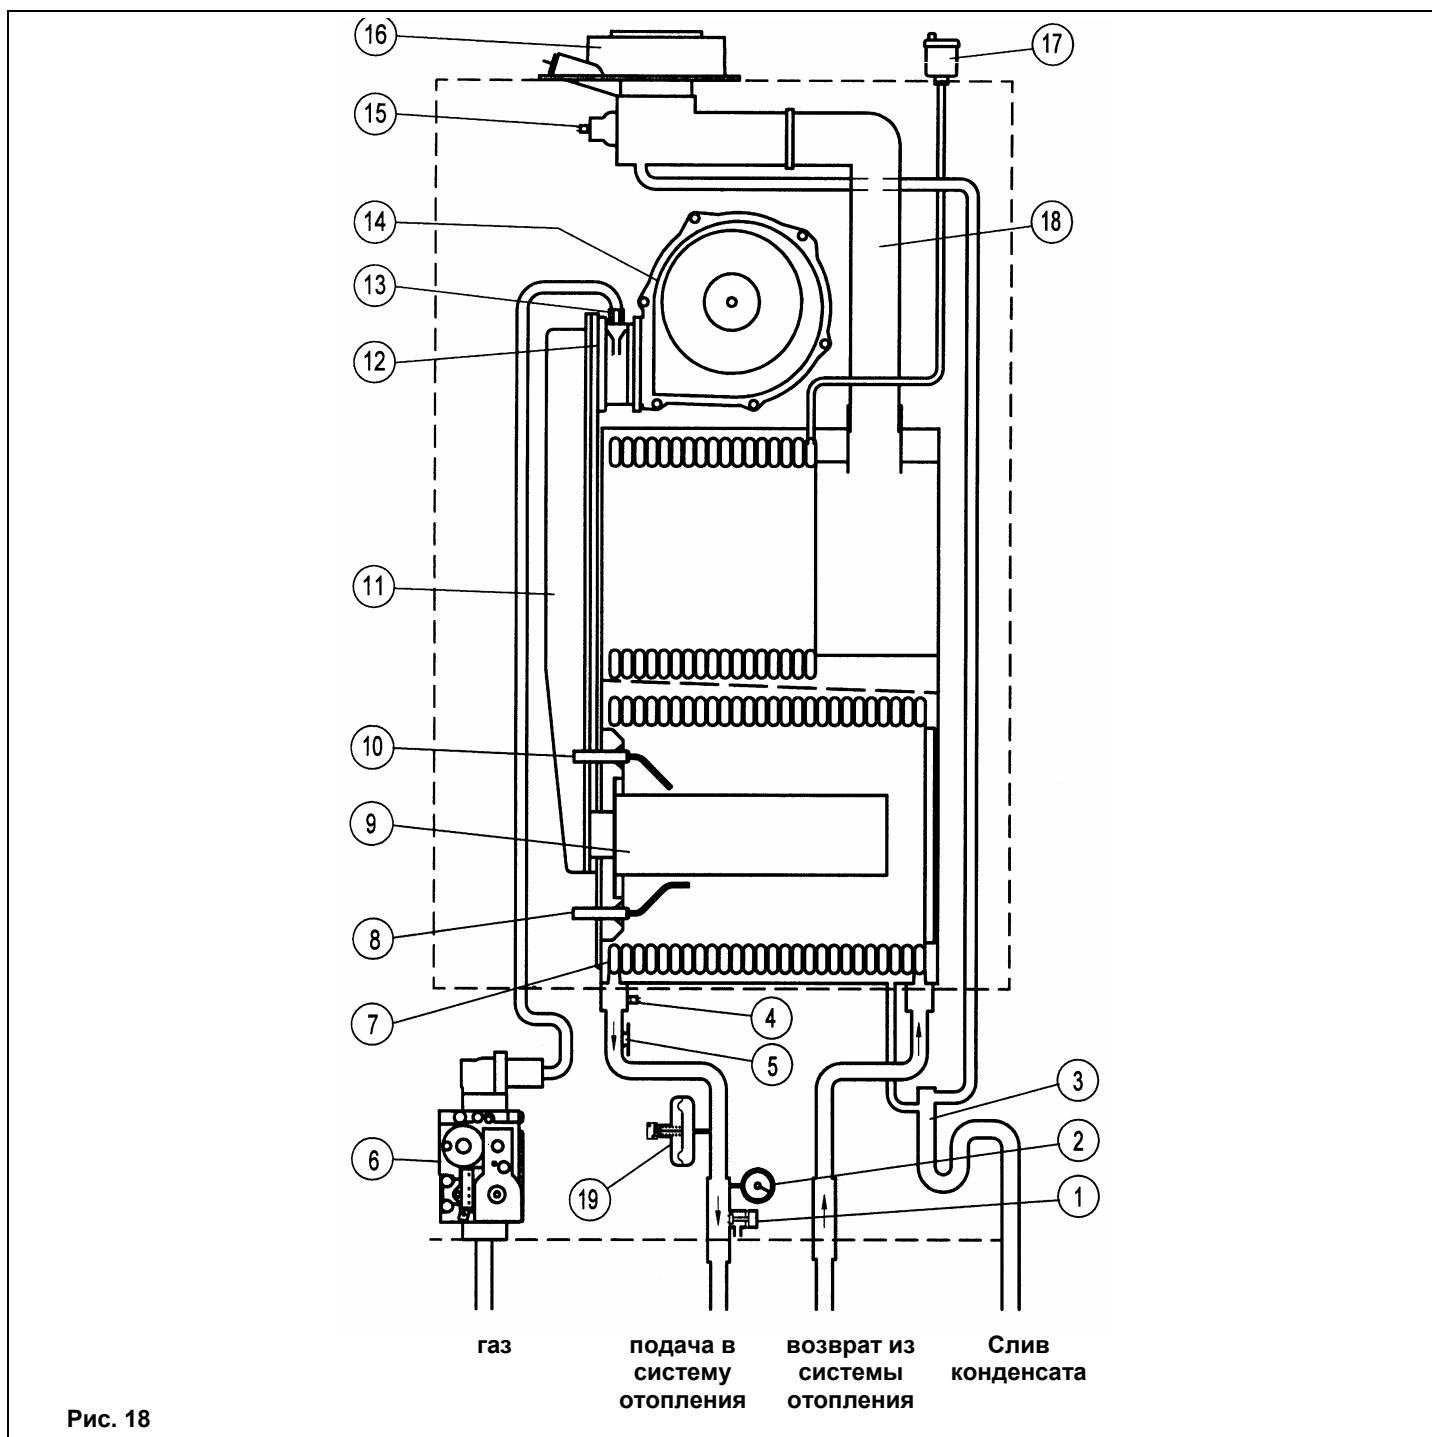 16
17
15
14
18
13
12
11
10
9
8
7
4
5
3
6
2
19
1
газ
подача в
систему
отопления
возврат из
системы
отопления
Слив
конденсата
Рис. 18